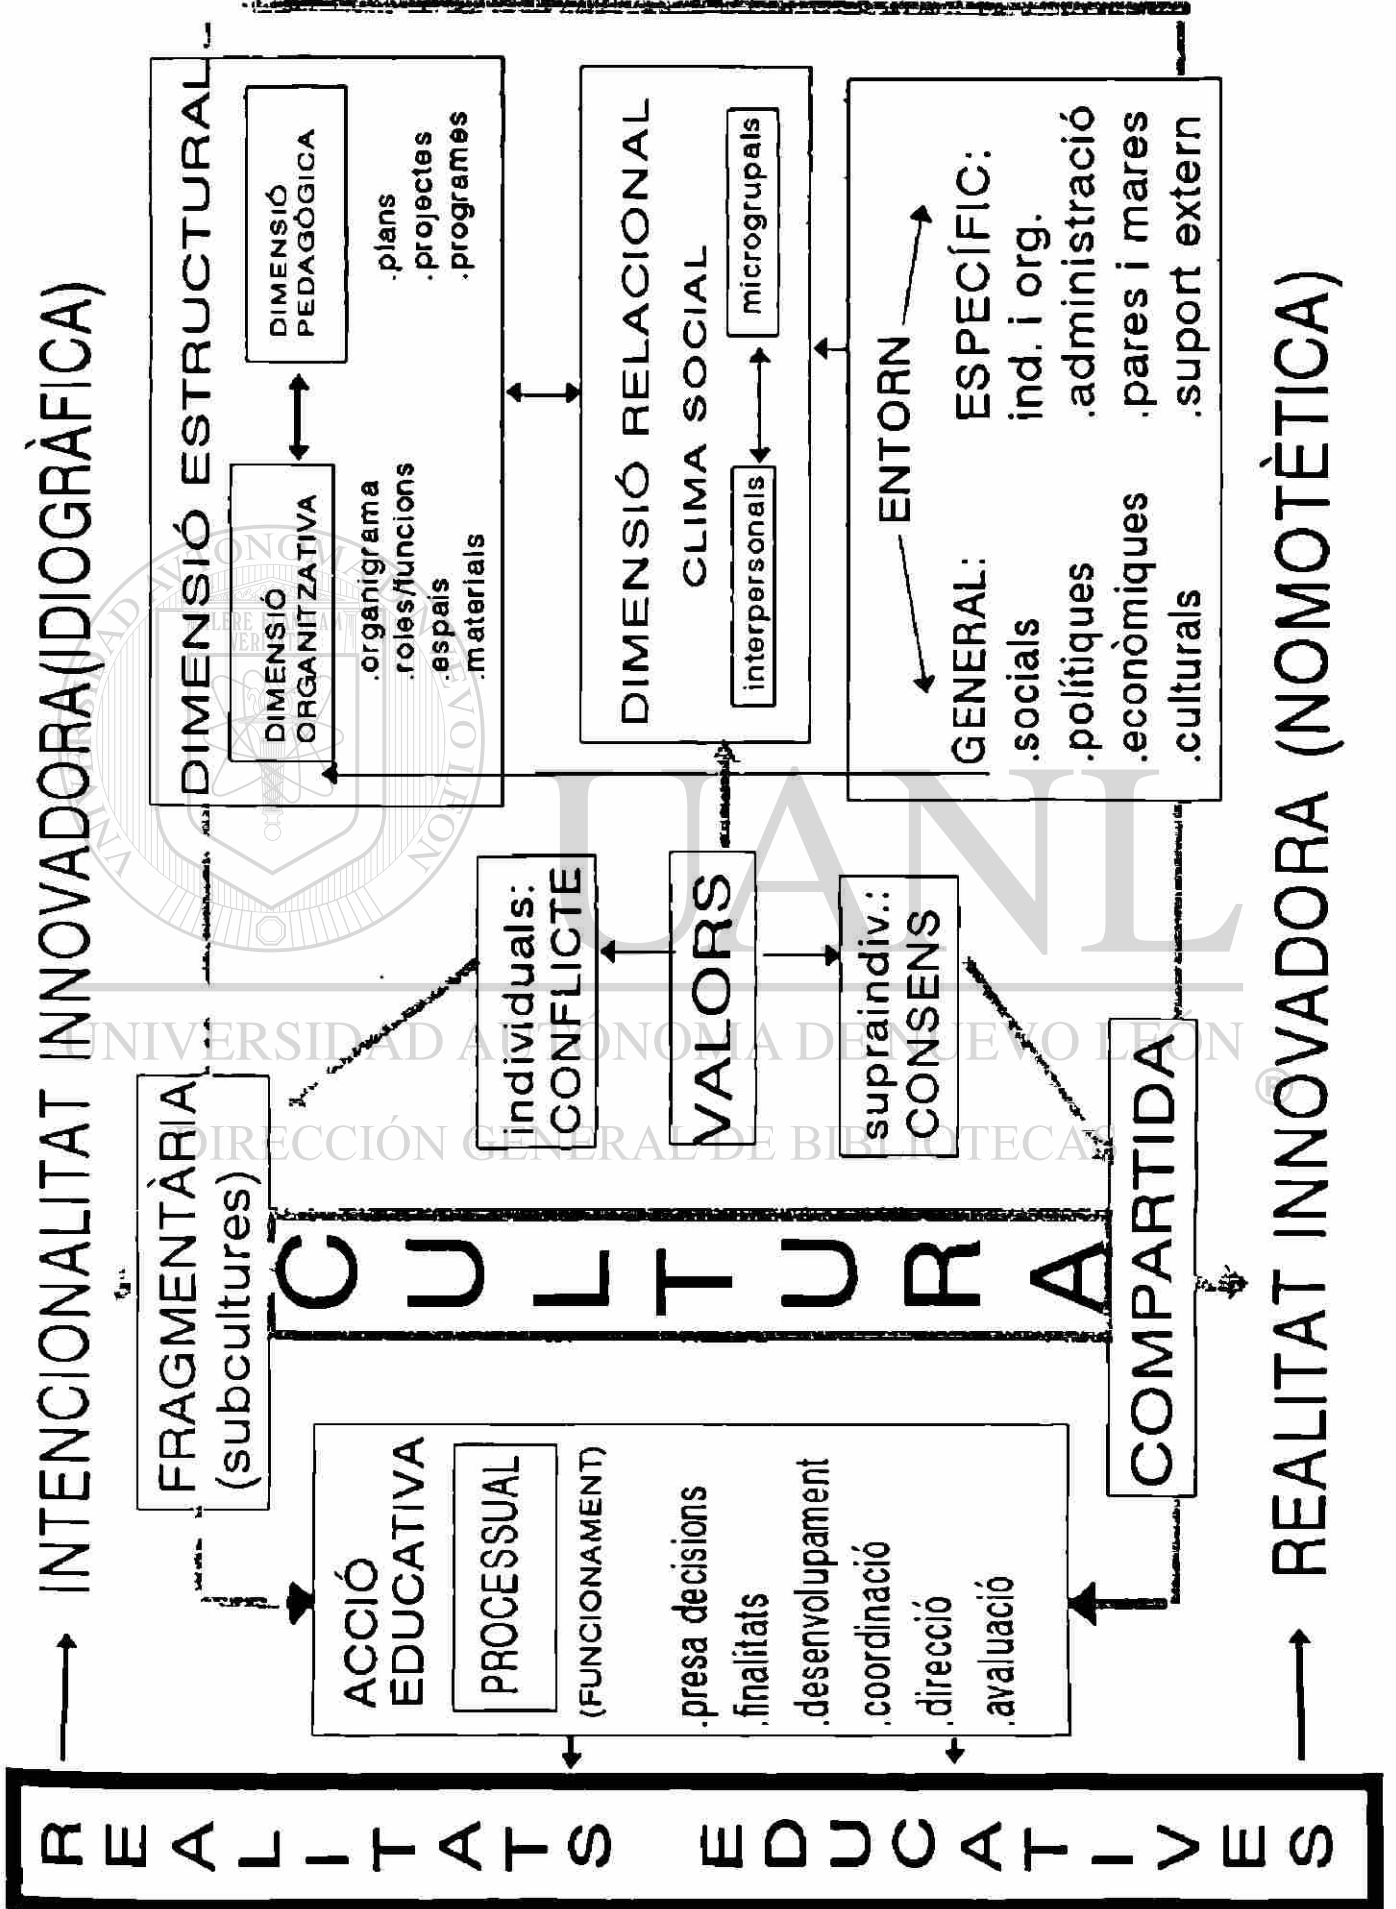 REALITATS EDUCATIVES
INTENCIONALITAT INNOVADORA(IDIOGRÀFICA)
ACCIÓ
EDUCATIVA
PROCESSUAL
(FUNCIONAMENT)
.presa decisions
.finalitats
.desenvolupament
.coordinació
.direcció
.avaluació
FRAGMENTÀRIA
(subcultures)
CULTURA
COMPARTIDA
individuals:
CONFLICTE
VALORS
supraindiv.:
CONSENS
DIMENSIÓ ESTRUCTURAL
DIMENSIÓ
ORGANITZATIVA
.organigrama
.roles/funcions
.espais
.materials
DIMENSIÓ
PEDAGÒGICA
.plans
.projectes
.programes
DIMENSIÓ RELACIONAL
CLIMA SOCIAL
interpersonals
microgrupals
ENTORN
GENERAL:
.socials
.polítiques
.econòmiques
.culturals
ESPECÍFIC:
ind. i org.
.administració
.pares i mares
.suport extern
REALITAT INNOVADORA (NOMOTÈTICA)
UANL
UNIVERSIDAD AUTÓNOMA DE NUEVO LEÓN
®
DIRECCIÓN GENERAL DE BIBLIOTECAS